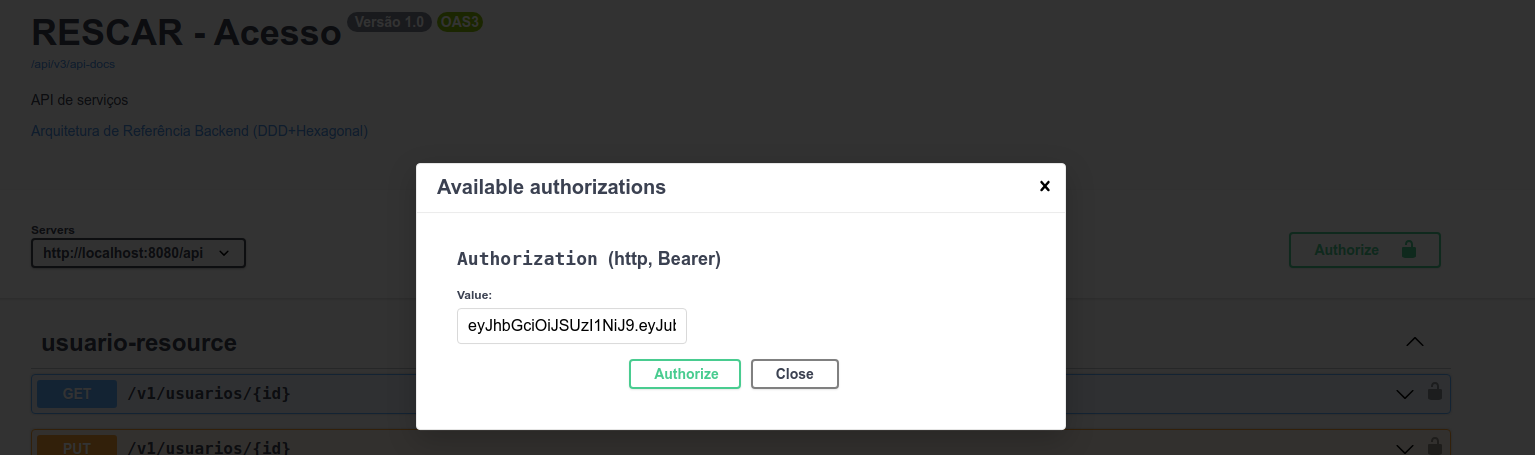 RESCAR - Acesso Versão 1.0 OAS3
/api/v3/api-docs
API de serviços
Arquitetura de Referência Backend (DDD+Hexagonal)
Available authorizations
Servers
http://localhost:8080/api
Authorize
Authorization (http, Bearer)
Value:
eyJhbGciOiJSUzI1NiJ9.eyJut
Authorize Close
usuario-resource
GET /v1/usuarios/{id}
PUT /v1/usuarios/{id}